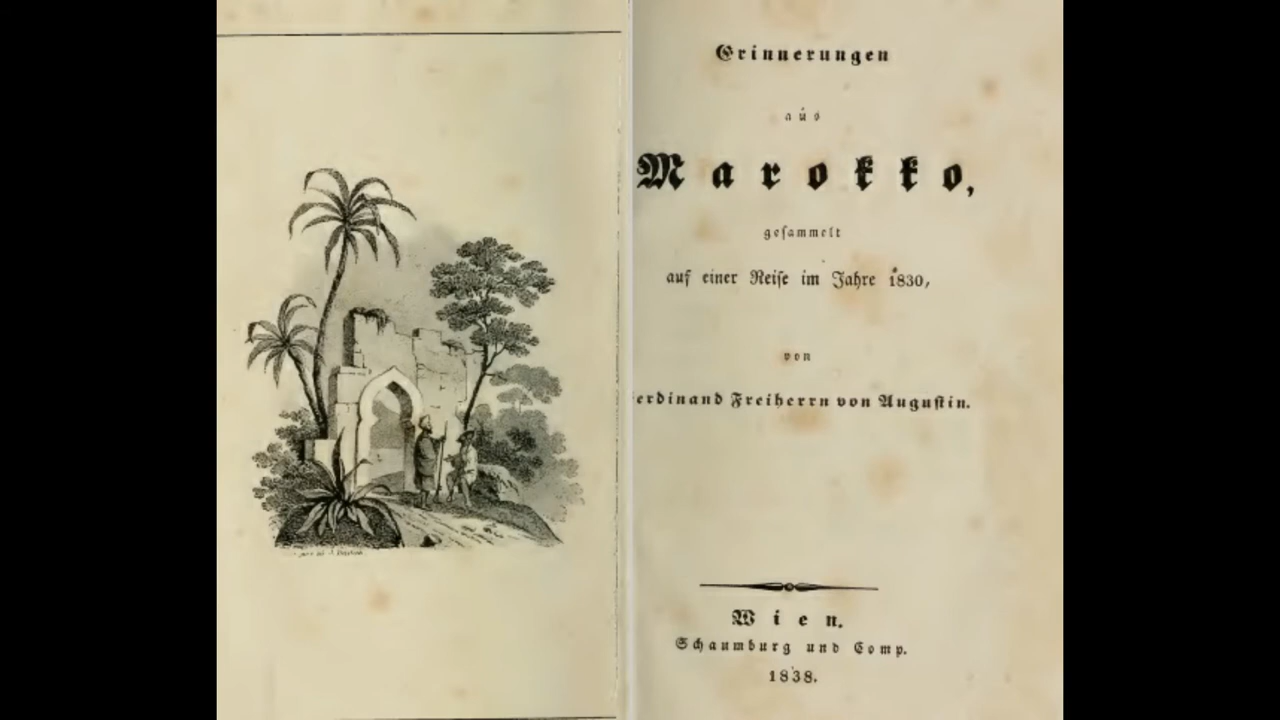 Erinnerungen
aus
Marokko,
gesammelt
auf einer Reise im Jahre 1830,
von
erdinand Freiherrn von Augustin.
Wien.
Schaumburg und Comp.
1838.